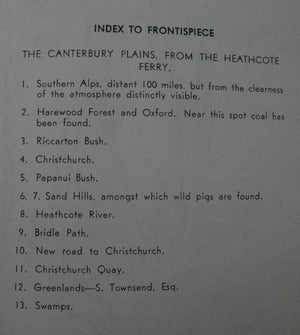 INDEX TO FRONTISPIECE
THE CANTERBURY PLAINS, FROM THE HEATHCOTE
FERRY.
1. Southern Alps, distant 100 miles, but from the clearness
of the atmosphere distinctly visible.
2. Harewood Forest and Oxford. Near this spot coal has
been found.
3. Riccarton Bush.
4. Christchurch.
5. Papanui Bush.
6, 7. Sand Hills, amongst which wild pigs are found.
8. Heathcote River.
9. Bridle Path.
10. New road to Christchurch.
11. Christchurch Quay.
12. Greenlands—S. Townsend, Esq.
13. Swamps.